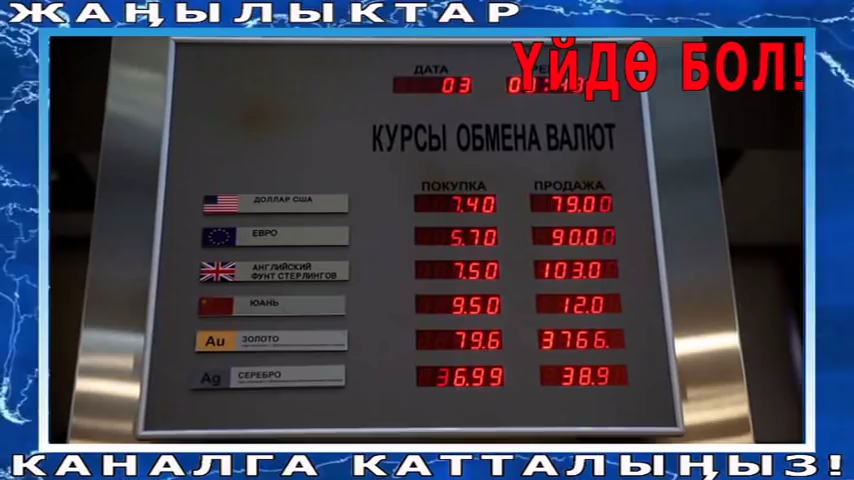 ЖАҢЫЛЫКТАР
ҮЙДӨ БОЛ!
ДАТА
03
КУРСЫ ОБМЕНА ВАЛЮТ
ПОКУПКА ПРОДАЖА
ДОЛЛАР США 7.40 79.00
ЕВРО 5.70 90.00
АНГЛИЙСКИЙ
ФУНТ СТЕРЛИНГОВ 7.50 103.0
ЮАНЬ 9.50 12.0
Au ЗОЛОТО 79.6 3766.
Ag СЕРЕБРО 36.99 38.9
КАНАЛГА КАТТАЛЫҢЫЗ!